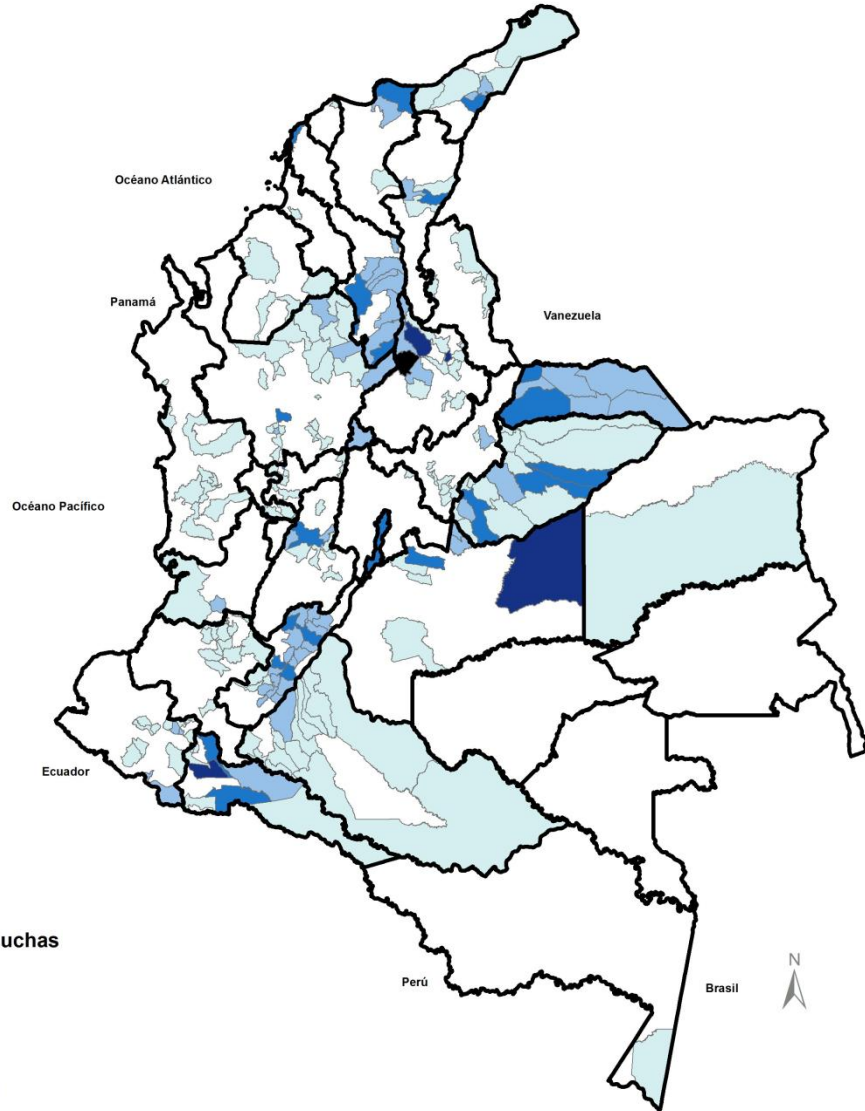 Océano Atlántico
Panamá
Vanezuela
Océano Pacífico
Ecuador
uchas
Perú
Brasil
N